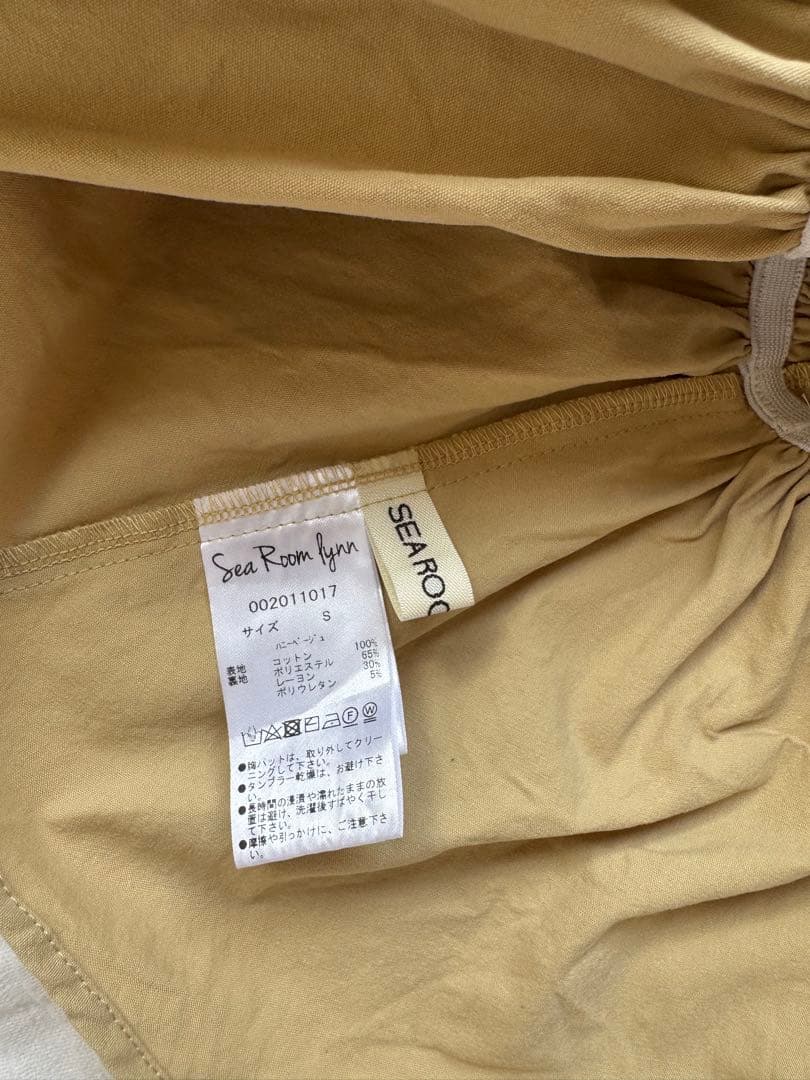 Sea Room lynn
002011017
サイズ S
ハニーベージュ
表地 コットン 100%
裏地 ポリエステル 65%
レーヨン 30%
ポリウレタン 5%
F W
●胸パットは、取り外してクリー
ニングして下さい。
●タンブラー乾燥は、お避け下さ
い。
●長時間の浸漬や濡れたままの放
置は避け、洗濯後すばやく干し
て下さい。
●摩擦や引っかけに、ご注意下さ
い。
SEA ROO